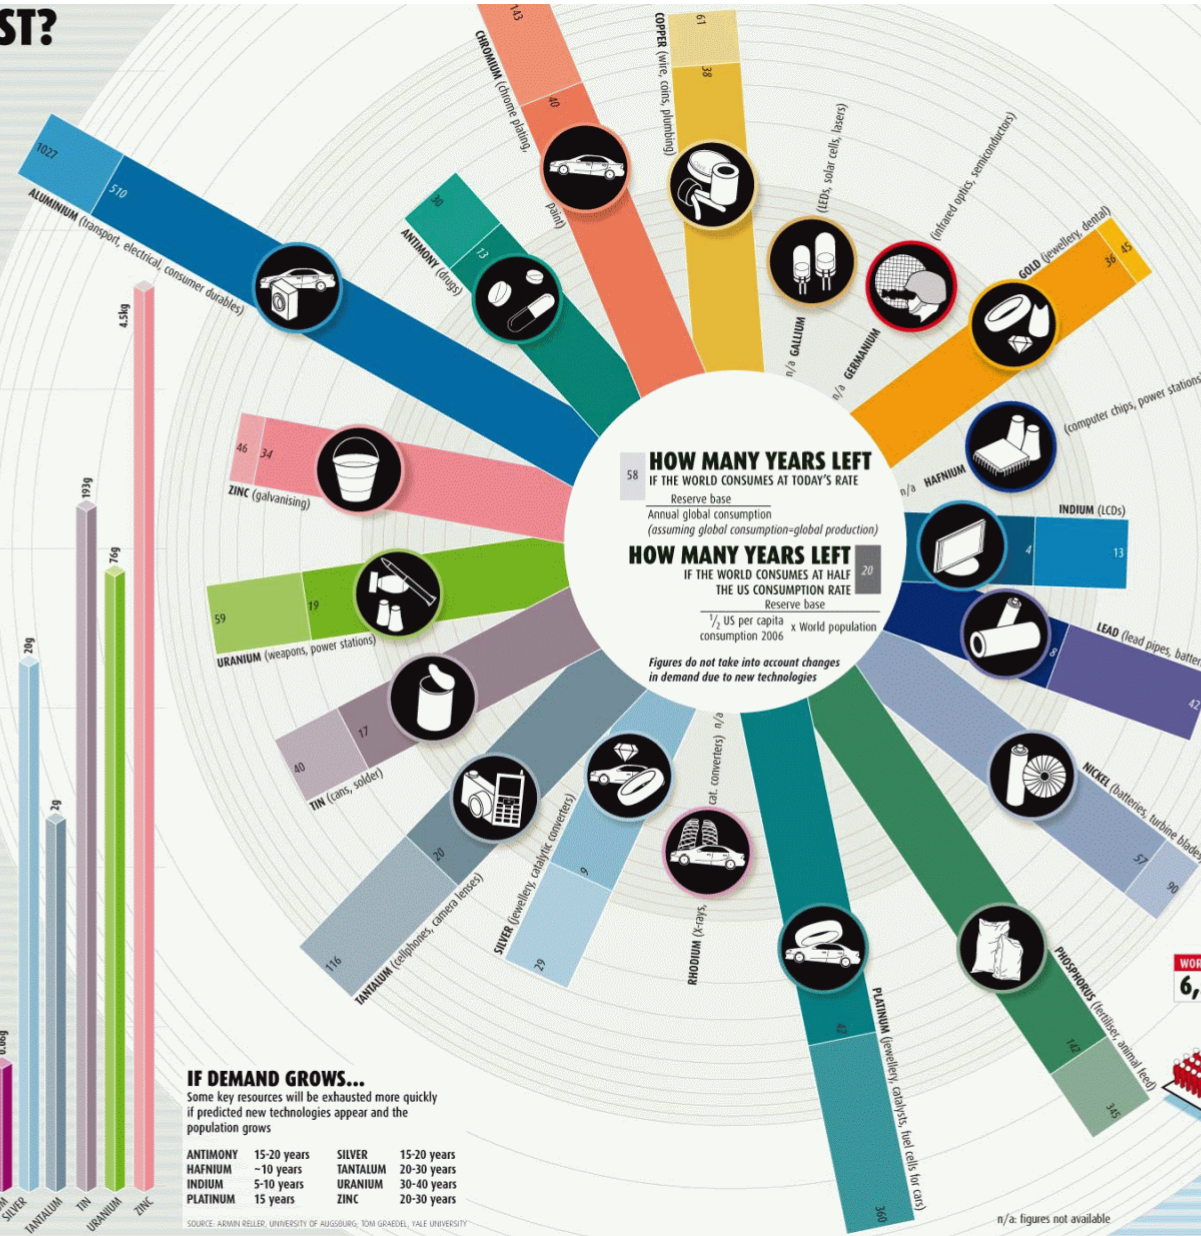 ST?
143
CHROMIUM (chrome plating,
paint)
40
COPPER (wire, coins, plumbing)
61
38
1027
510
ALUMINIUM (transport, electrical, consumer durables)
30
13
ANTIMONY (drugs)
(LEDs, solar cells, lasers)
n/a GALLIUM
(infrared optics, semiconductors)
n/a GERMANIUM
GOLD (jewellery, dental)
36
45
(computer chips, power stations
n/a HAFNIUM
INDIUM (LCDs)
4
13
LEAD (lead pipes,
8
42
NICKEL (batteries, turbine blades
57
90
PHOSPHORUS (fertiliser, animal feed)
142
345
PLATINUM (jewellery, catalysts, fuel cells for cars)
42
360
RHODIUM (X-rays,
cat. converters) n/a
SILVER (jewellery, catalytic converters)
9
29
TANTALUM (cellphones, camera lenses)
20
116
TIN (cans, solder)
17
40
URANIUM (weapons, power stations)
19
59
ZINC (galvanising)
34
46
58
HOW MANY YEARS LEFT
IF THE WORLD CONSUMES AT TODAY'S RATE
Reserve base
Annual global consumption
(assuming global consumption=global production)
HOW MANY YEARS LEFT
20
IF THE WORLD CONSUMES AT HALF
THE US CONSUMPTION RATE
Reserve base
½ US per capita
consumption 2006
x World population
Figures do not take into account changes
in demand due to new technologies
0.06g
20g
2g
193g
76g
4.5kg
SILVER
TANTALUM
TIN
URANIUM
ZINC
IF DEMAND GROWS...
Some key resources will be exhausted more quickly
if predicted new technologies appear and the
population grows
ANTIMONY 15-20 years SILVER 15-20 years
HAFNIUM ~10 years TANTALUM 20-30 years
INDIUM 5-10 years URANIUM 30-40 years
PLATINUM 15 years ZINC 20-30 years
SOURCE: ARMIN RELLER, UNIVERSITY OF AUGSBURG; TOM GRAEDEL, YALE UNIVERSITY
n/a: figures not available
WOR
6,